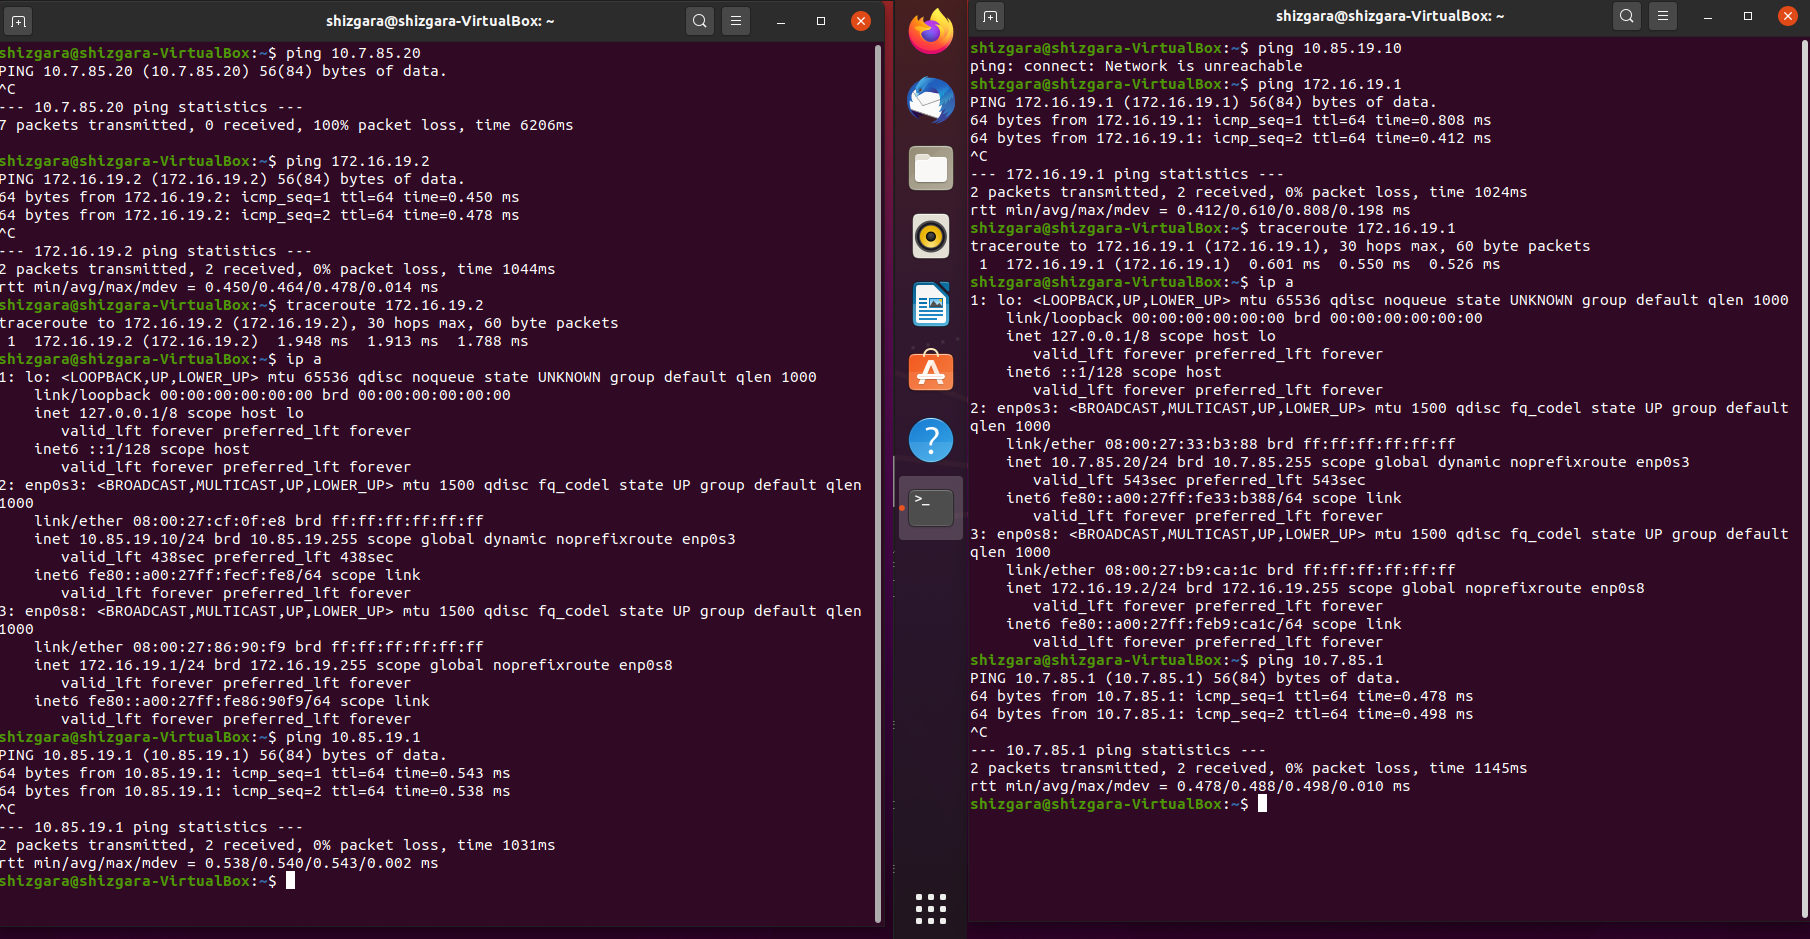 shizgara@shizgara-VirtualBox: ~
shizgara@shizgara-VirtualBox:~$ ping 10.7.85.20
PING 10.7.85.20 (10.7.85.20) 56(84) bytes of data.
^C
--- 10.7.85.20 ping statistics ---
7 packets transmitted, 0 received, 100% packet loss, time 6206ms
shizgara@shizgara-VirtualBox:~$ ping 172.16.19.2
PING 172.16.19.2 (172.16.19.2) 56(84) bytes of data.
64 bytes from 172.16.19.2: icmp_seq=1 ttl=64 time=0.450 ms
64 bytes from 172.16.19.2: icmp_seq=2 ttl=64 time=0.478 ms
^C
--- 172.16.19.2 ping statistics ---
2 packets transmitted, 2 received, 0% packet loss, time 1044ms
rtt min/avg/max/mdev = 0.450/0.464/0.478/0.014 ms
shizgara@shizgara-VirtualBox:~$ traceroute 172.16.19.2
traceroute to 172.16.19.2 (172.16.19.2), 30 hops max, 60 byte packets
1  172.16.19.2 (172.16.19.2)  1.948 ms  1.913 ms  1.788 ms
shizgara@shizgara-VirtualBox:~$ ip a
1: lo: <LOOPBACK,UP,LOWER_UP> mtu 65536 qdisc noqueue state UNKNOWN group default qlen 1000
link/loopback 00:00:00:00:00:00 brd 00:00:00:00:00:00
inet 127.0.0.1/8 scope host lo
valid_lft forever preferred_lft forever
inet6 ::1/128 scope host
valid_lft forever preferred_lft forever
2: enp0s3: <BROADCAST,MULTICAST,UP,LOWER_UP> mtu 1500 qdisc fq_codel state UP group default qlen
1000
link/ether 08:00:27:cf:0f:e8 brd ff:ff:ff:ff:ff:ff
inet 10.85.19.10/24 brd 10.85.19.255 scope global dynamic noprefixroute enp0s3
valid_lft 438sec preferred_lft 438sec
inet6 fe80::a00:27ff:fecf:fe8/64 scope link
valid_lft forever preferred_lft forever
3: enp0s8: <BROADCAST,MULTICAST,UP,LOWER_UP> mtu 1500 qdisc fq_codel state UP group default qlen
1000
link/ether 08:00:27:86:90:f9 brd ff:ff:ff:ff:ff:ff
inet 172.16.19.1/24 brd 172.16.19.255 scope global noprefixroute enp0s8
valid_lft forever preferred_lft forever
inet6 fe80::a00:27ff:fe86:90f9/64 scope link
valid_lft forever preferred_lft forever
shizgara@shizgara-VirtualBox:~$ ping 10.85.19.1
PING 10.85.19.1 (10.85.19.1) 56(84) bytes of data.
64 bytes from 10.85.19.1: icmp_seq=1 ttl=64 time=0.543 ms
64 bytes from 10.85.19.1: icmp_seq=2 ttl=64 time=0.538 ms
^C
--- 10.85.19.1 ping statistics ---
2 packets transmitted, 2 received, 0% packet loss, time 1031ms
rtt min/avg/max/mdev = 0.538/0.540/0.543/0.002 ms
shizgara@shizgara-VirtualBox:~$
shizgara@shizgara-VirtualBox: ~
shizgara@shizgara-VirtualBox:~$ ping 10.85.19.10
ping: connect: Network is unreachable
shizgara@shizgara-VirtualBox:~$ ping 172.16.19.1
PING 172.16.19.1 (172.16.19.1) 56(84) bytes of data.
64 bytes from 172.16.19.1: icmp_seq=1 ttl=64 time=0.808 ms
64 bytes from 172.16.19.1: icmp_seq=2 ttl=64 time=0.412 ms
^C
--- 172.16.19.1 ping statistics ---
2 packets transmitted, 2 received, 0% packet loss, time 1024ms
rtt min/avg/max/mdev = 0.412/0.610/0.808/0.198 ms
shizgara@shizgara-VirtualBox:~$ traceroute 172.16.19.1
traceroute to 172.16.19.1 (172.16.19.1), 30 hops max, 60 byte packets
1  172.16.19.1 (172.16.19.1)  0.601 ms  0.550 ms  0.526 ms
shizgara@shizgara-VirtualBox:~$ ip a
1: lo: <LOOPBACK,UP,LOWER_UP> mtu 65536 qdisc noqueue state UNKNOWN group default qlen 1000
link/loopback 00:00:00:00:00:00 brd 00:00:00:00:00:00
inet 127.0.0.1/8 scope host lo
valid_lft forever preferred_lft forever
inet6 ::1/128 scope host
valid_lft forever preferred_lft forever
2: enp0s3: <BROADCAST,MULTICAST,UP,LOWER_UP> mtu 1500 qdisc fq_codel state UP group default
qlen 1000
link/ether 08:00:27:33:b3:88 brd ff:ff:ff:ff:ff:ff
inet 10.7.85.20/24 brd 10.7.85.255 scope global dynamic noprefixroute enp0s3
valid_lft 543sec preferred_lft 543sec
inet6 fe80::a00:27ff:fe33:b388/64 scope link
valid_lft forever preferred_lft forever
3: enp0s8: <BROADCAST,MULTICAST,UP,LOWER_UP> mtu 1500 qdisc fq_codel state UP group default
qlen 1000
link/ether 08:00:27:b9:ca:1c brd ff:ff:ff:ff:ff:ff
inet 172.16.19.2/24 brd 172.16.19.255 scope global noprefixroute enp0s8
valid_lft forever preferred_lft forever
inet6 fe80::a00:27ff:feb9:ca1c/64 scope link
valid_lft forever preferred_lft forever
shizgara@shizgara-VirtualBox:~$ ping 10.7.85.1
PING 10.7.85.1 (10.7.85.1) 56(84) bytes of data.
64 bytes from 10.7.85.1: icmp_seq=1 ttl=64 time=0.478 ms
64 bytes from 10.7.85.1: icmp_seq=2 ttl=64 time=0.498 ms
^C
--- 10.7.85.1 ping statistics ---
2 packets transmitted, 2 received, 0% packet loss, time 1145ms
rtt min/avg/max/mdev = 0.478/0.488/0.498/0.010 ms
shizgara@shizgara-VirtualBox:~$